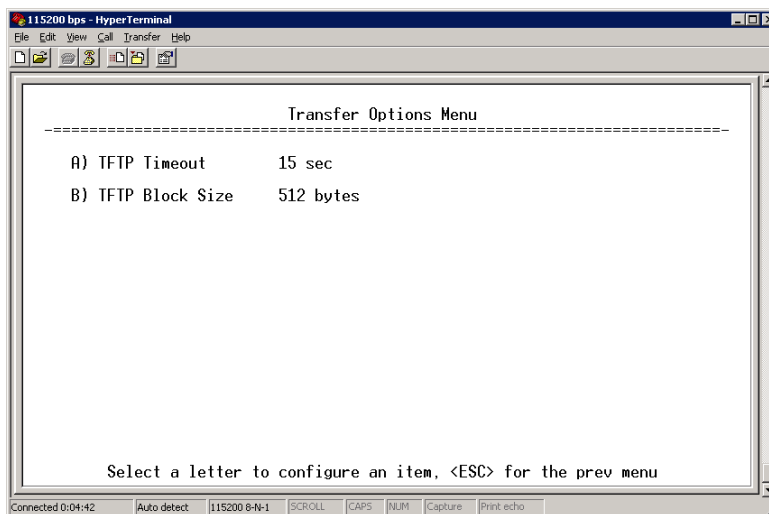 115200 bps - HyperTerminal
File Edit View Call Transfer Help
Transfer Options Menu
-==========================================================================-
A) TFTP Timeout 15 sec
B) TFTP Block Size 512 bytes
Select a letter to configure an item, <ESC> for the prev menu
Connected 0:04:42 Auto detect 115200 8-N-1 SCROLL CAPS NUM Capture Print echo